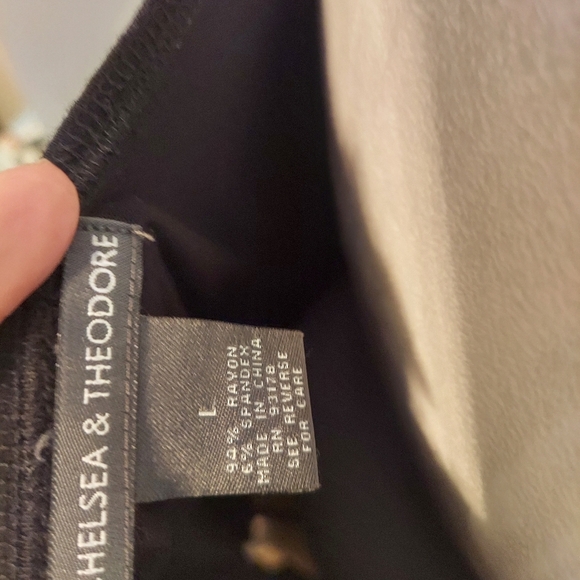 CHELSEA & THEODORE
L
94% RAYON
6% SPANDEX
MADE IN CHINA
RN 93178
SEE REVERSE
FOR CARE